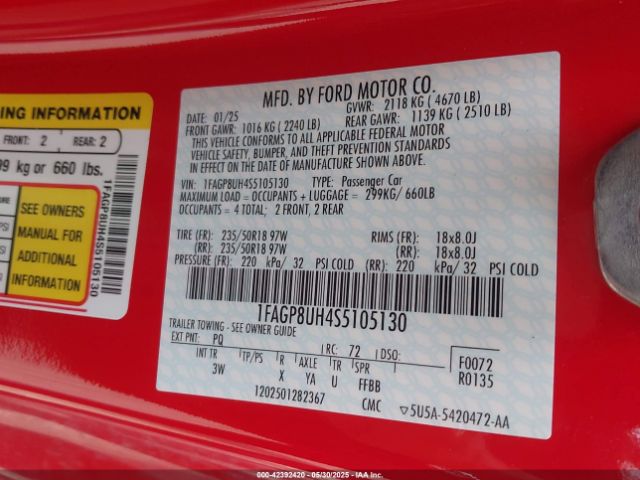 ING INFORMATION
FRONT: 2 REAR: 2
99 kg or 660 lbs.
SEE OWNERS
MANUAL FOR
ADDITIONAL
INFORMATION
1FAGP8UH4S5105130
MFD. BY FORD MOTOR CO.
DATE: 01/25 GVWR: 2118 KG (4670 LB)
FRONT GAWR: 1016 KG (2240 LB) REAR GAWR: 1139 KG (2510 LB)
THIS VEHICLE CONFORMS TO ALL APPLICABLE FEDERAL MOTOR
VEHICLE SAFETY, BUMPER, AND THEFT PREVENTION STANDARDS
IN EFFECT ON THE DATE OF MANUFACTURE SHOWN ABOVE.
VIN: 1FAGP8UH4S5105130 TYPE: Passenger Car
MAXIMUM LOAD = OCCUPANTS + LUGGAGE = 299KG/660LB
OCCUPANTS = 4 TOTAL; 2 FRONT, 2 REAR
TIRE (FR): 235/50R18 97W RIMS (FR): 18x8.0J
(RR): 235/50R18 97W (RR): 18x8.0J
PRESSURE (FR): 220 kPa/ 32 PSI COLD (RR): 220 kPa/ 32 PSI COLD
1FAGP8UH4S5105130
TRAILER TOWING - SEE OWNER GUIDE
EXT PNT: PQ RC: 72 DSO: F0072
INT TR TP/PS R AXLE TR SPR R0135
3W X YA U FFBB
1202501282367 CMC 5U5A-5420472-AA
00-42392420 - 05/30/2025 - IAA Inc.